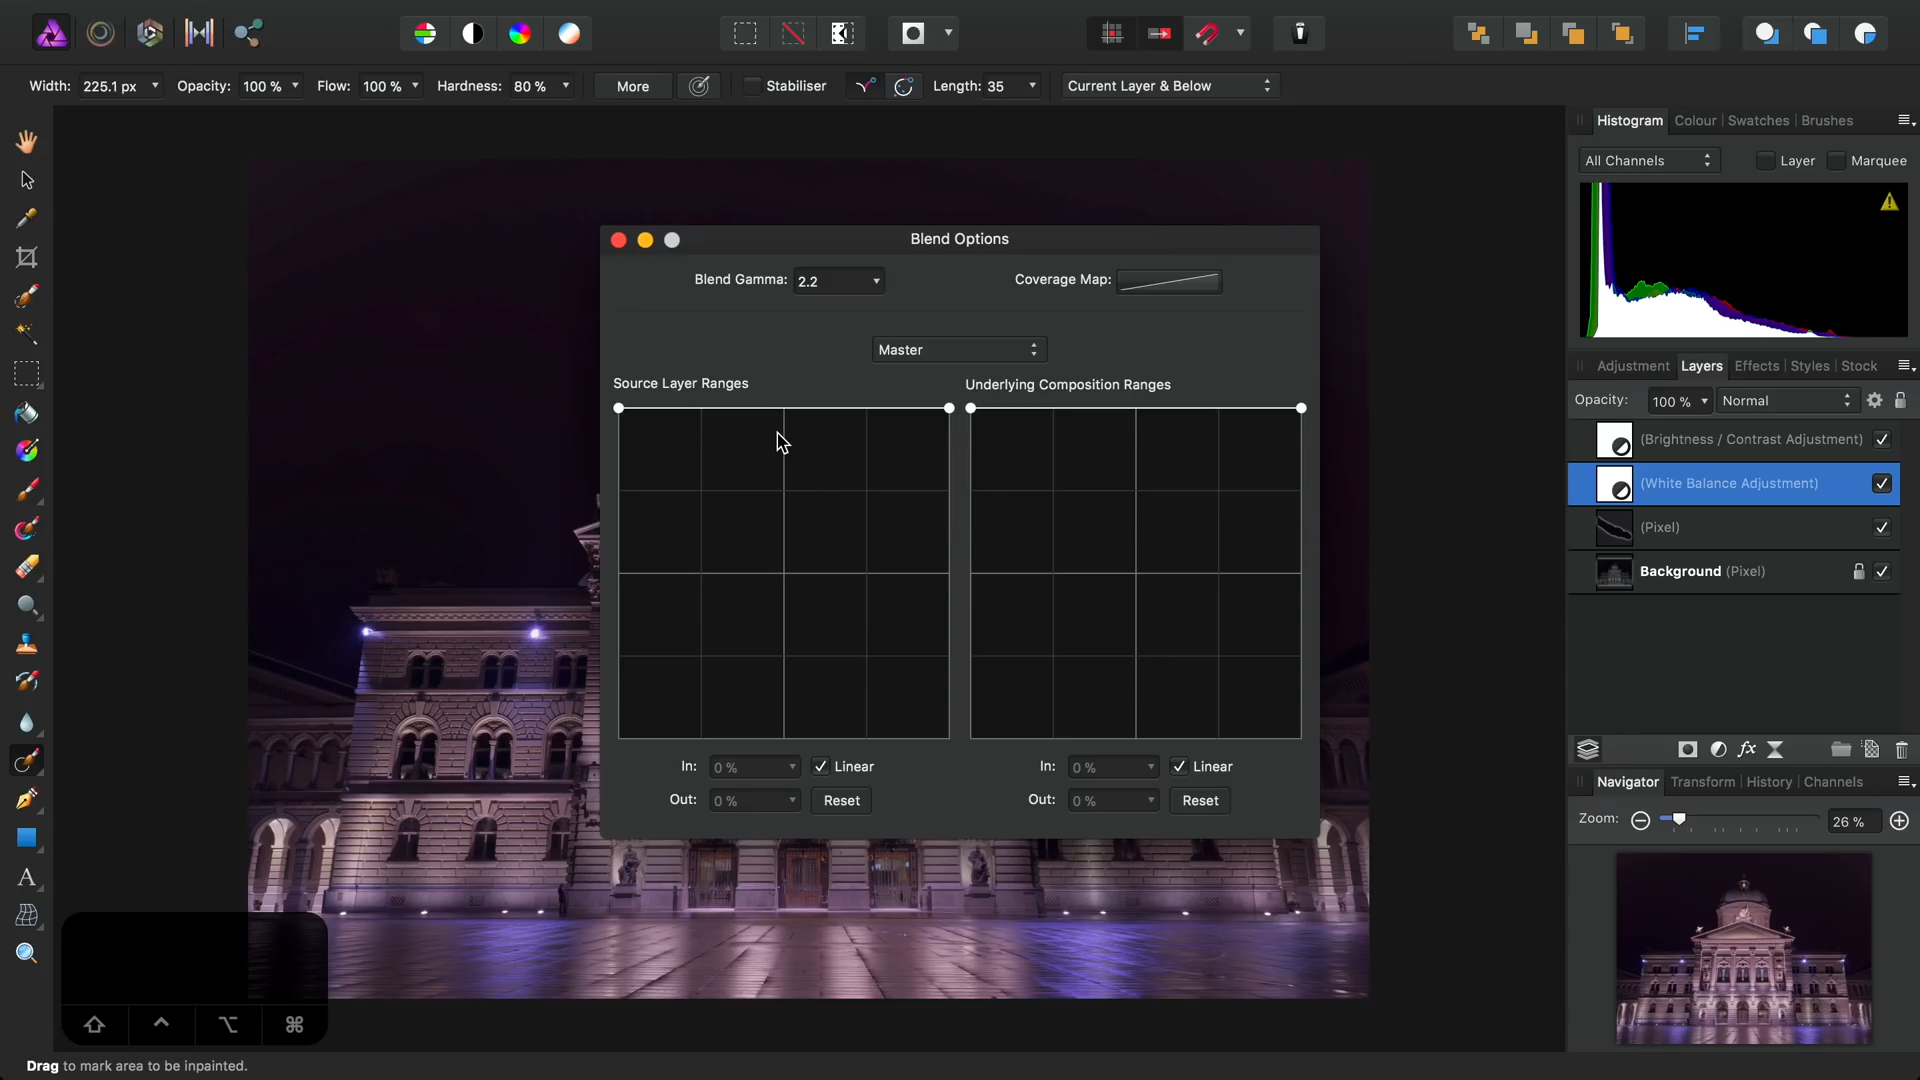 Width: 225.1 px Opacity: 100 % Flow: 100 % Hardness: 80 % More Stabiliser Length: 35 Current Layer & Below
Histogram Colour Swatches Brushes
All Channels Layer Marquee
Blend Options
Blend Gamma: 2.2 Coverage Map:
Master
Source Layer Ranges Underlying Composition Ranges
In: 0 % Linear In: 0 % Linear
Out: 0 % Reset Out: 0 % Reset
Adjustment Layers Effects Styles Stock
Opacity: 100 % Normal
(Brightness / Contrast Adjustment)
(White Balance Adjustment)
(Pixel)
Background (Pixel)
fx
Navigator Transform History Channels
Zoom: 26 %
A
Drag to mark area to be inpainted.